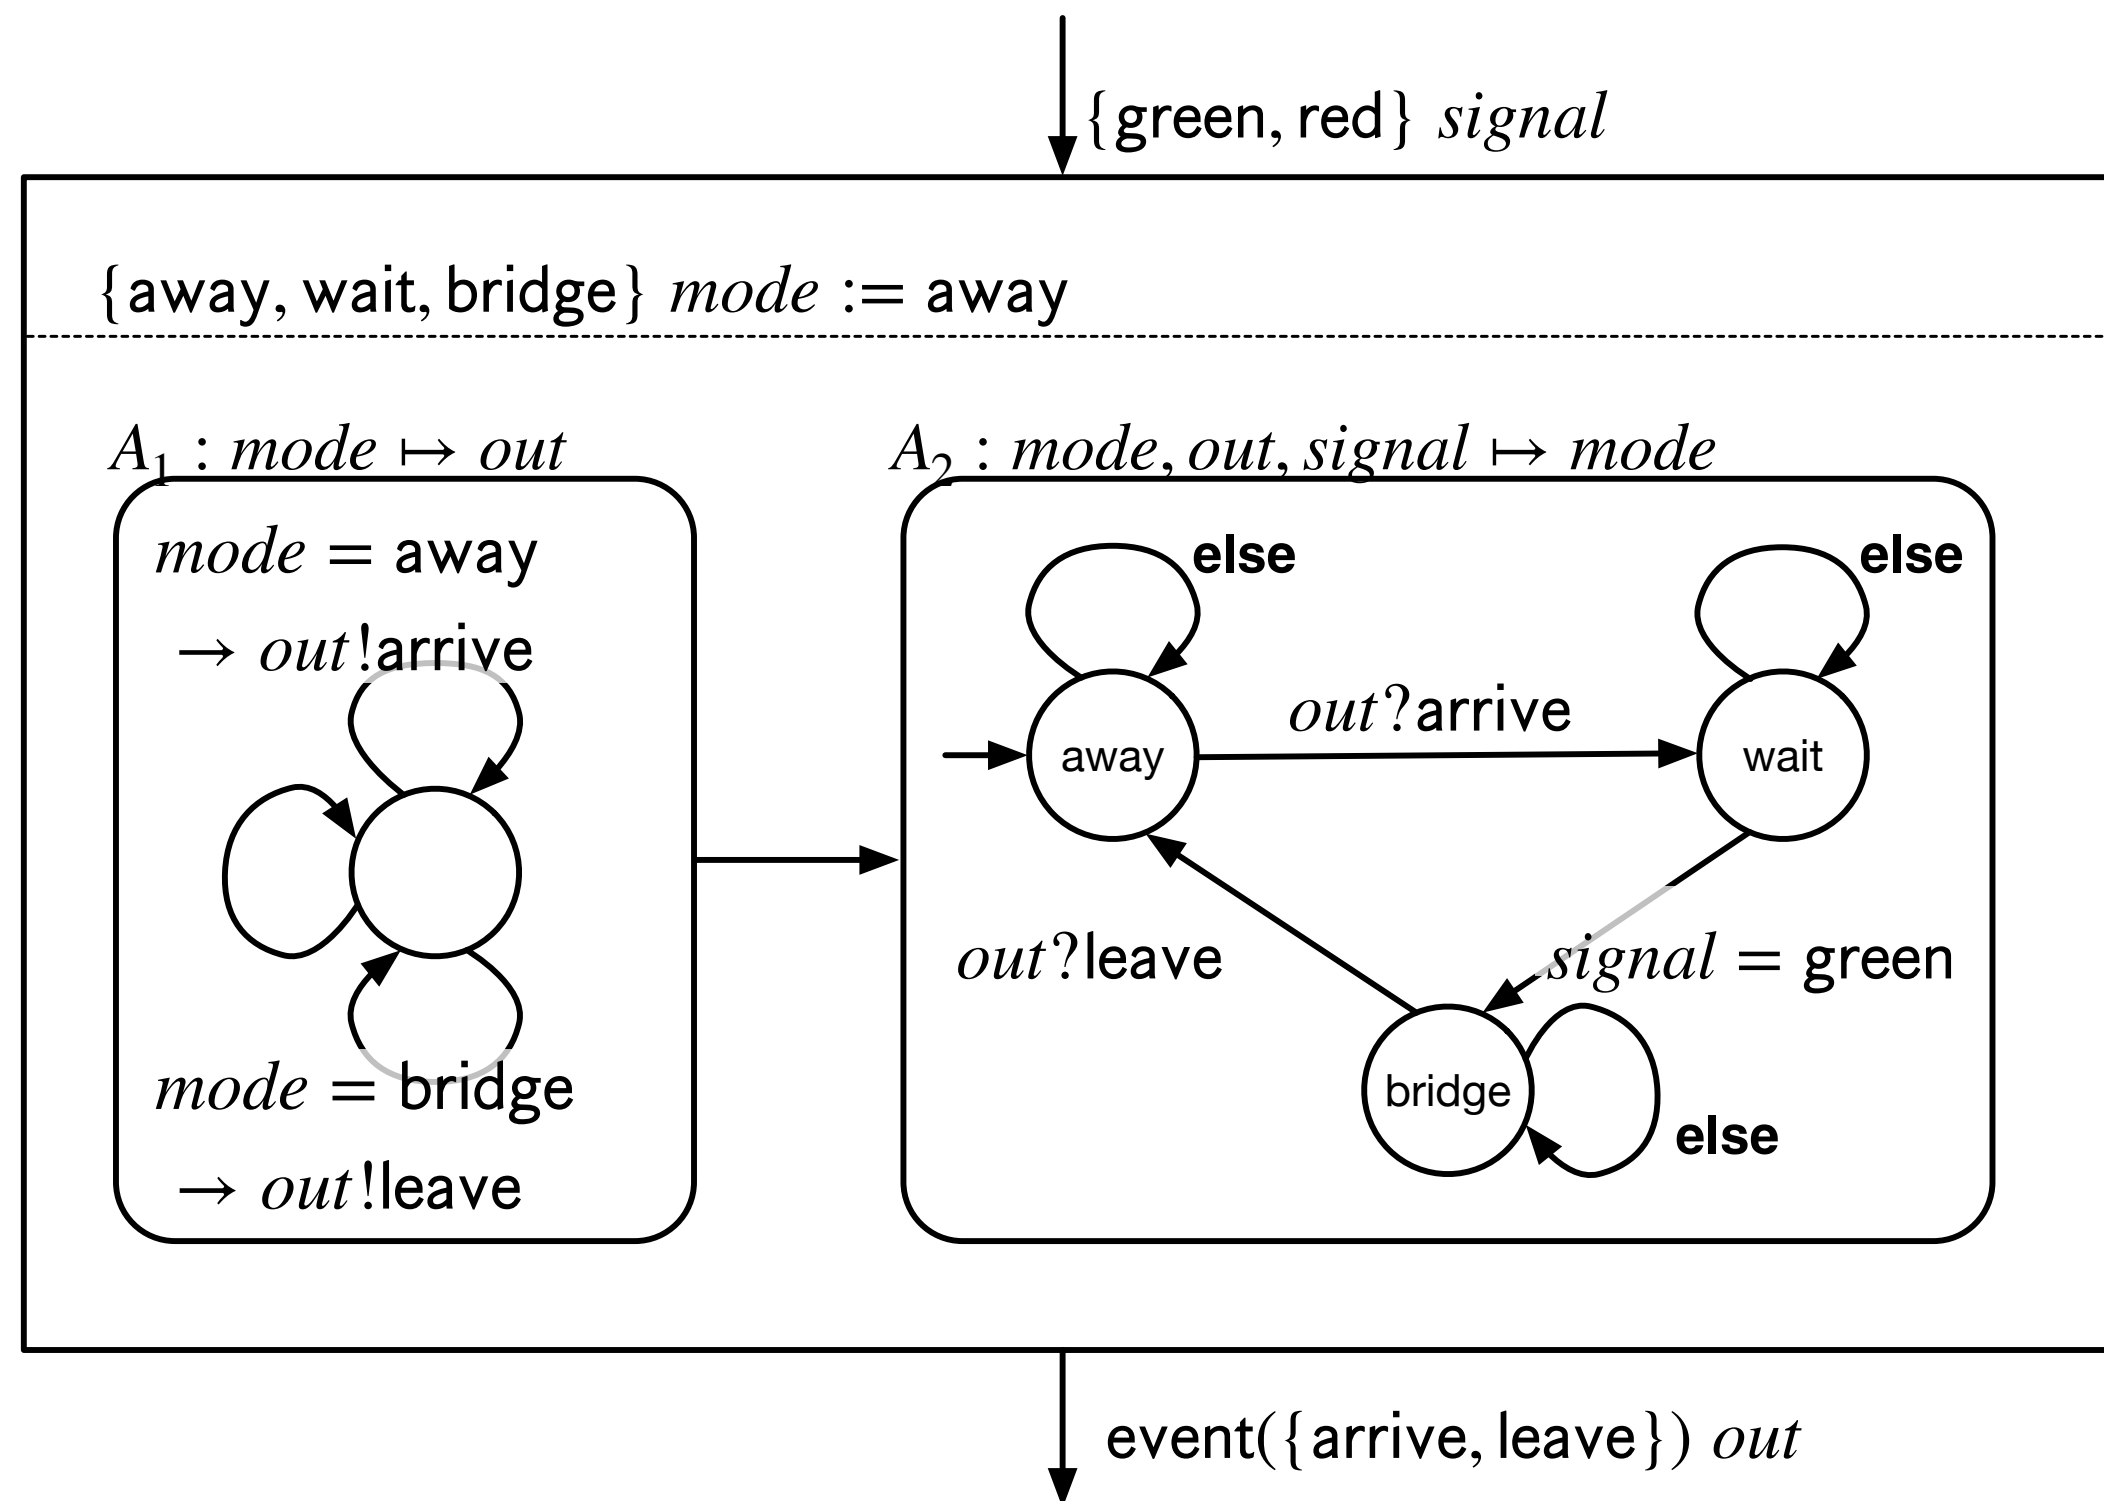 {green, red} signal
{away, wait, bridge} mode := away
A₁ : mode ↦ out
mode = away
→ out!arrive
mode = bridge
→ out!leave
A₂ : mode, out, signal ↦ mode
else
else
out?arrive
away
wait
out?leave
signal = green
bridge
else
event({arrive, leave}) out